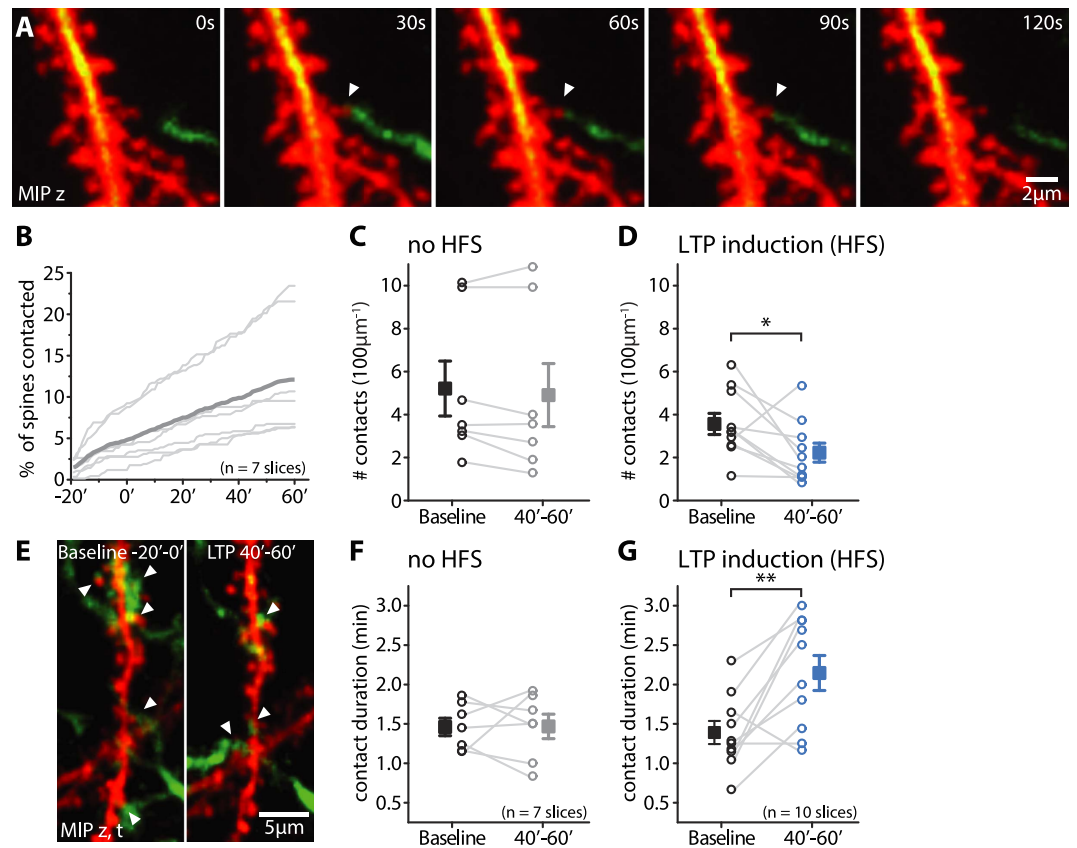 A
0s
30s
60s
90s
120s
MIP z
2µm
B
% of spines contacted
25
20
15
10
5
0
-20′
0′
20′
40′
60′
(n = 7 slices)
C
no HFS
# contacts (100µm⁻¹)
10
8
6
4
2
0
Baseline
40′-60′
D
LTP induction (HFS)
# contacts (100µm⁻¹)
10
8
6
4
2
0
*
Baseline
40′-60′
E
Baseline -20′-0′
LTP 40′-60′
MIP z, t
5µm
F
no HFS
contact duration (min)
3.0
2.5
2.0
1.5
1.0
0.5
(n = 7 slices)
Baseline
40′-60′
G
LTP induction (HFS)
contact duration (min)
3.0
2.5
2.0
1.5
1.0
0.5
**
(n = 10 slices)
Baseline
40′-60′